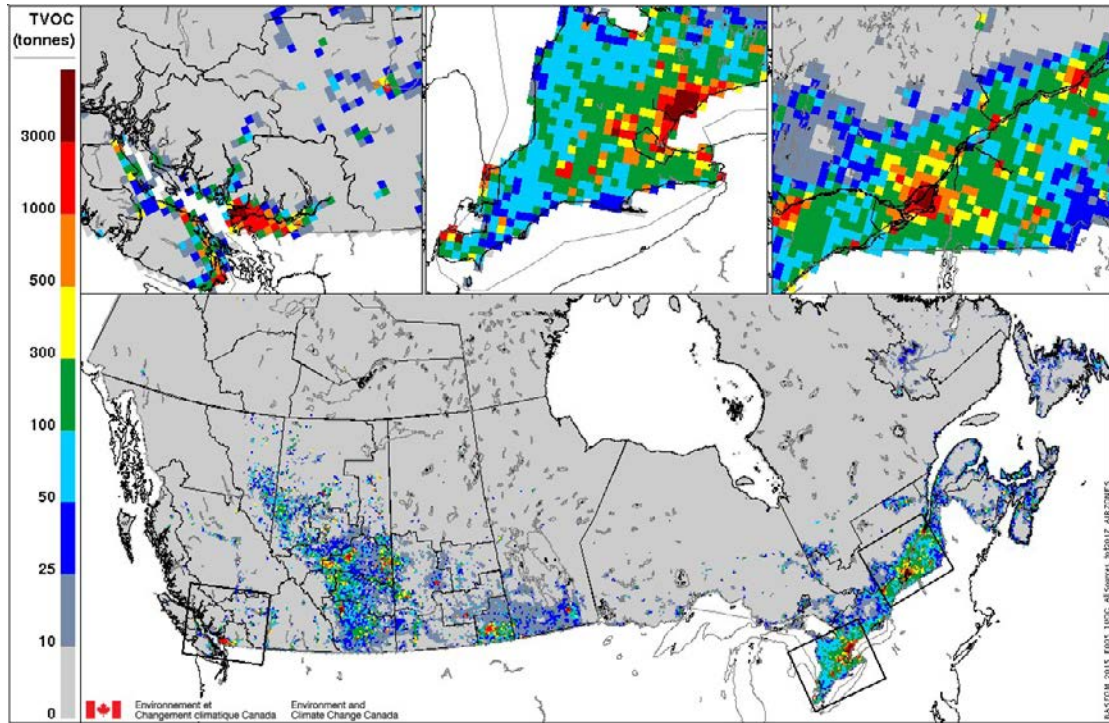 TVOC
(tonnes)
3000
1000
500
300
100
50
25
10
0
Environnement et
Changement climatique Canada
Environment and
Climate Change Canada